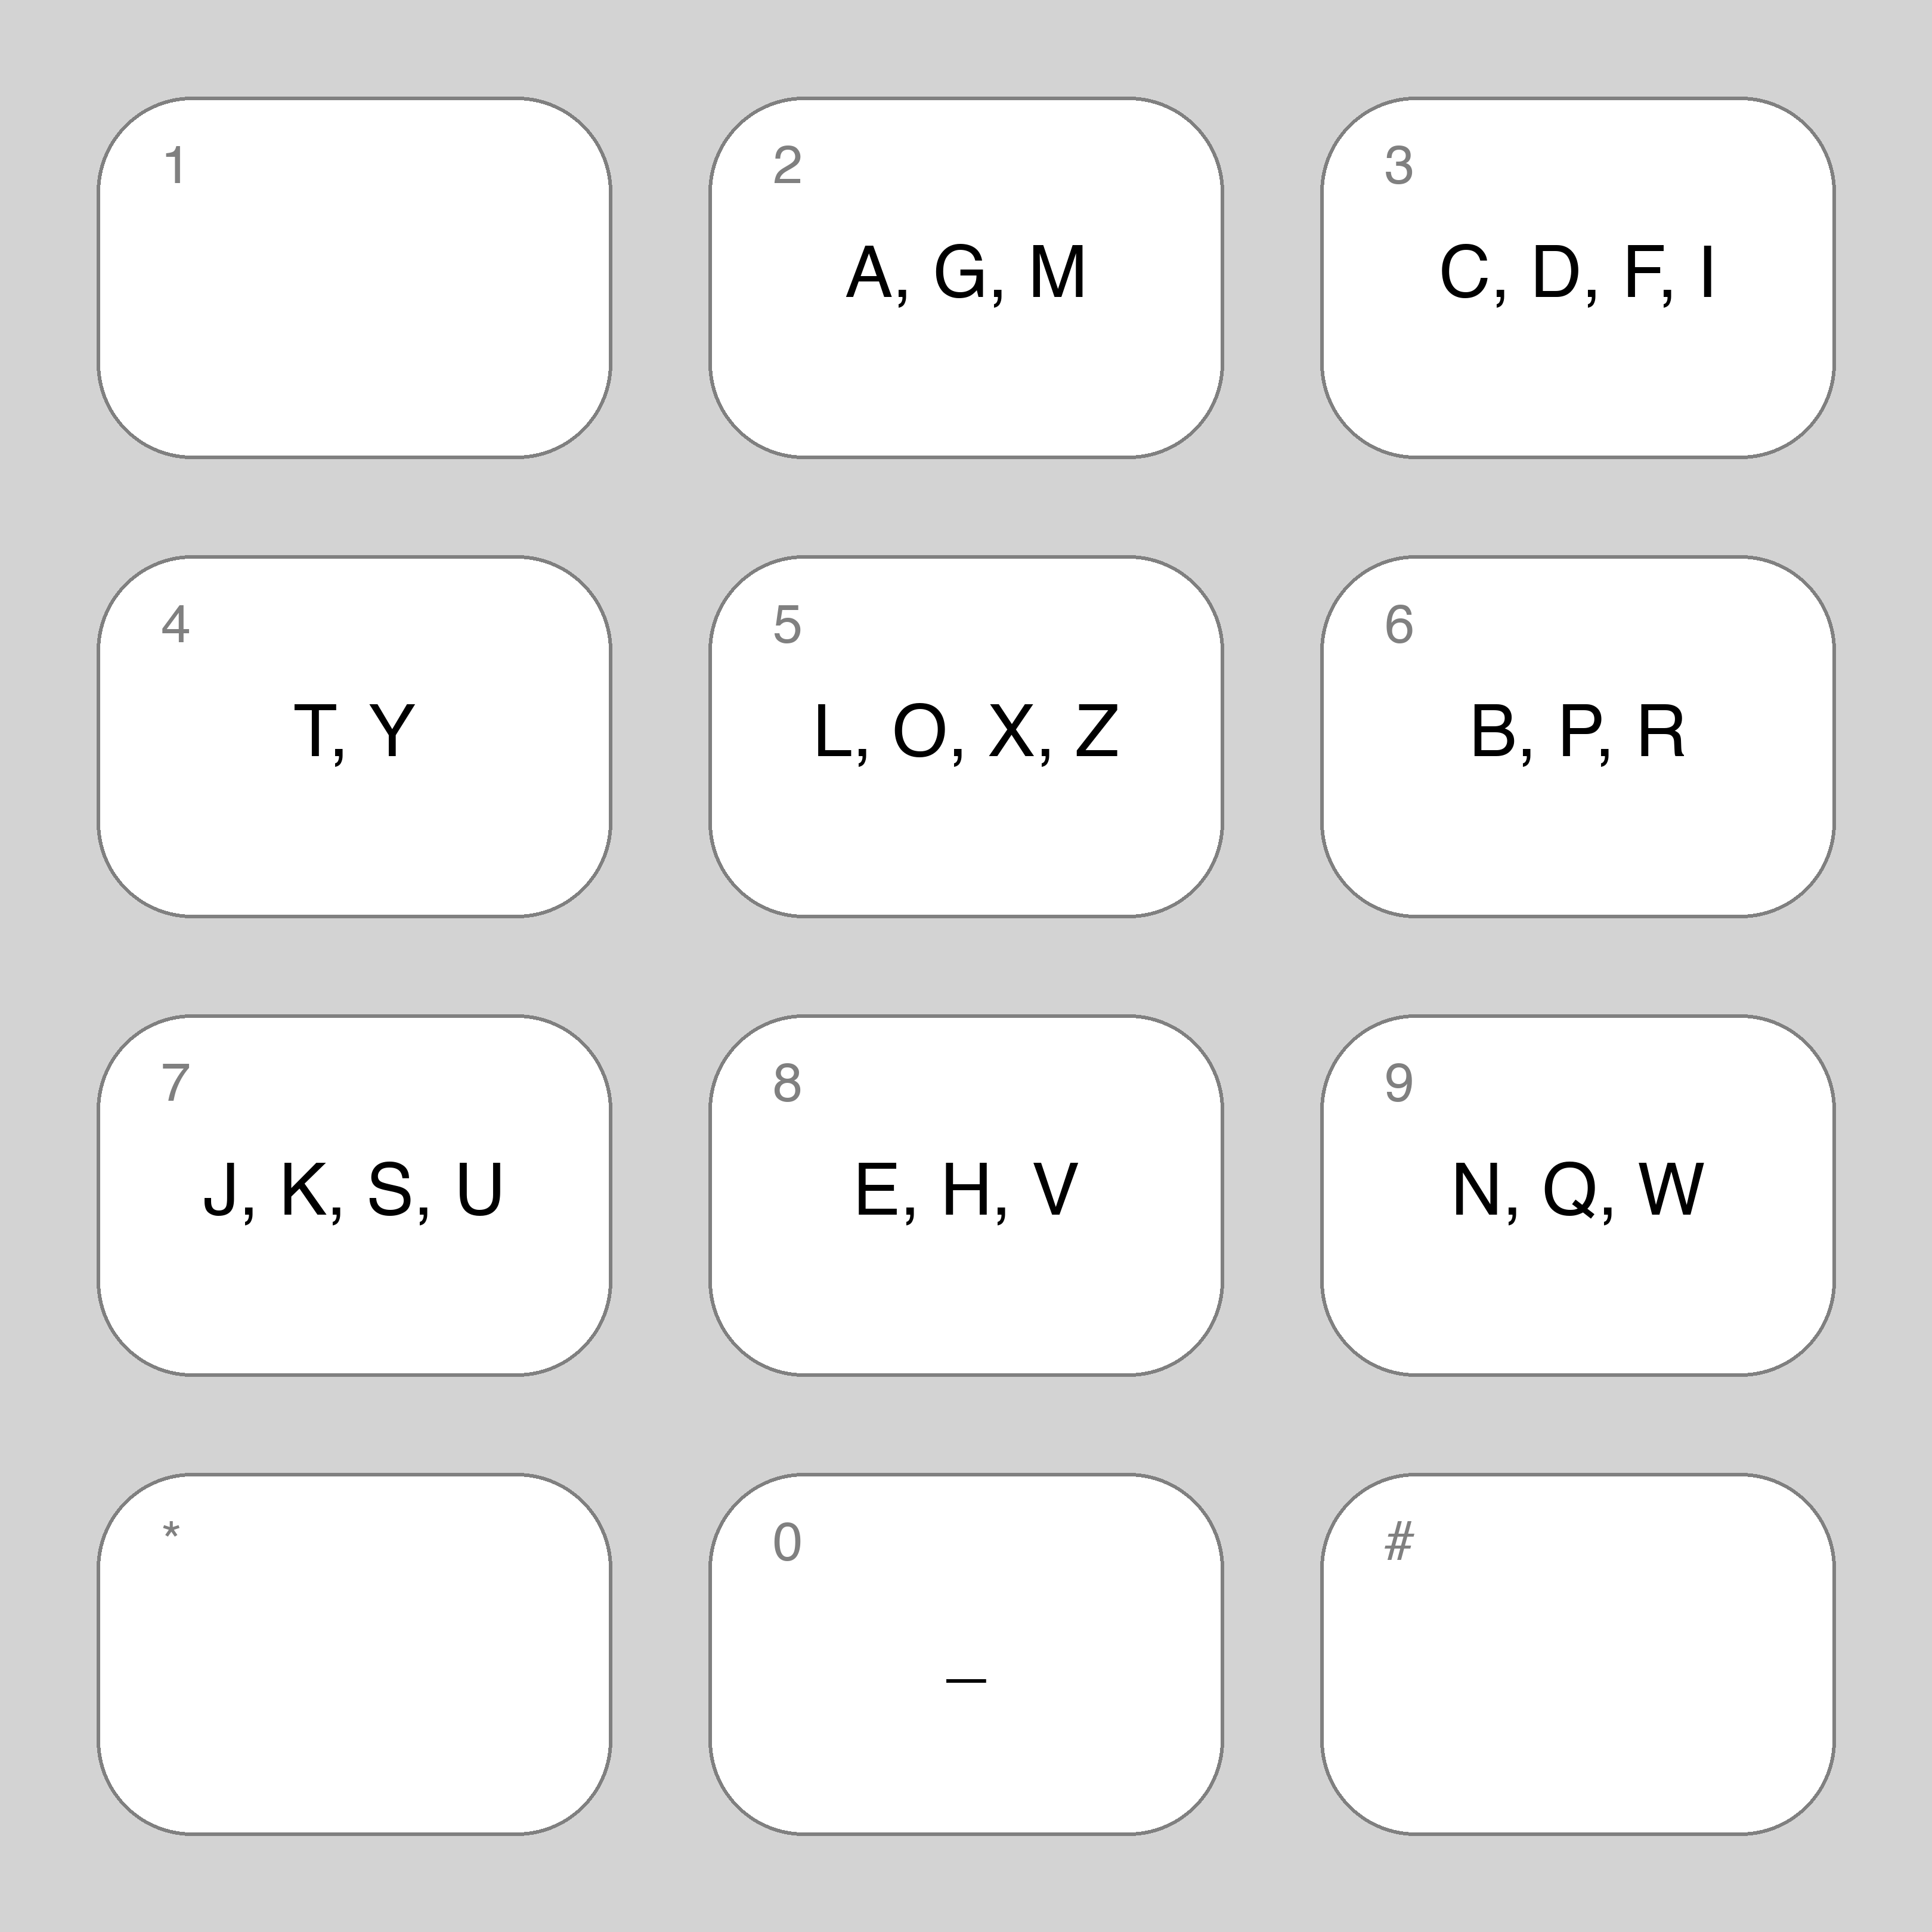 1 2 3
A, G, M C, D, F, I
4 5 6
T, Y L, O, X, Z B, P, R
7 8 9
J, K, S, U E, H, V N, Q, W
* 0 #
_